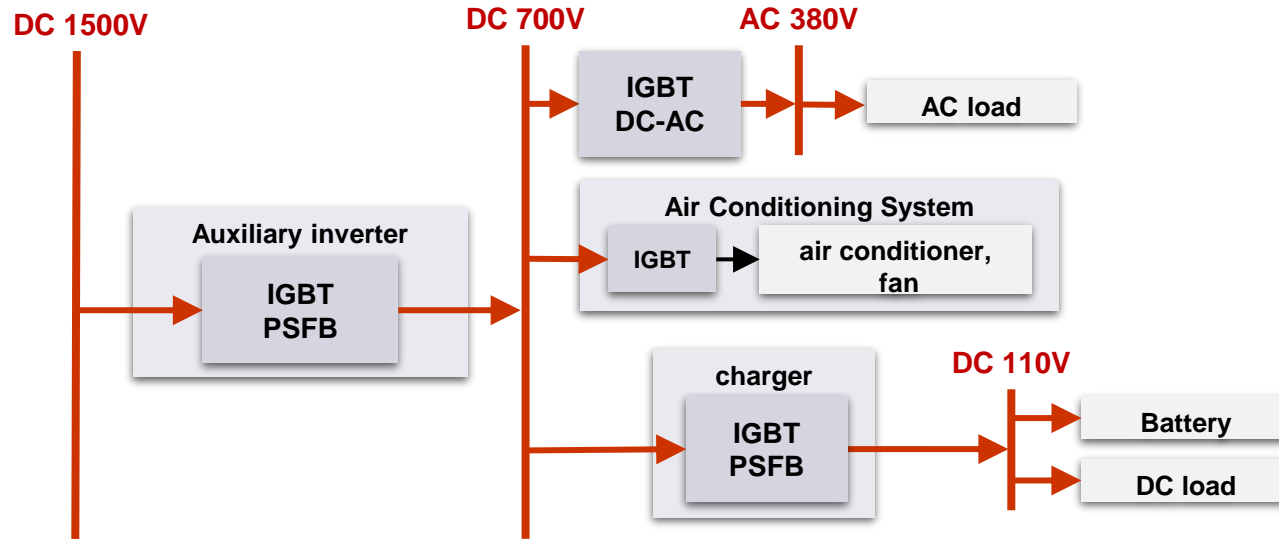 DC 1500V
DC 700V
AC 380V
IGBT
DC-AC
AC load
Auxiliary inverter
IGBT
PSFB
Air Conditioning System
IGBT
air conditioner,
fan
charger
IGBT
PSFB
DC 110V
Battery
DC load